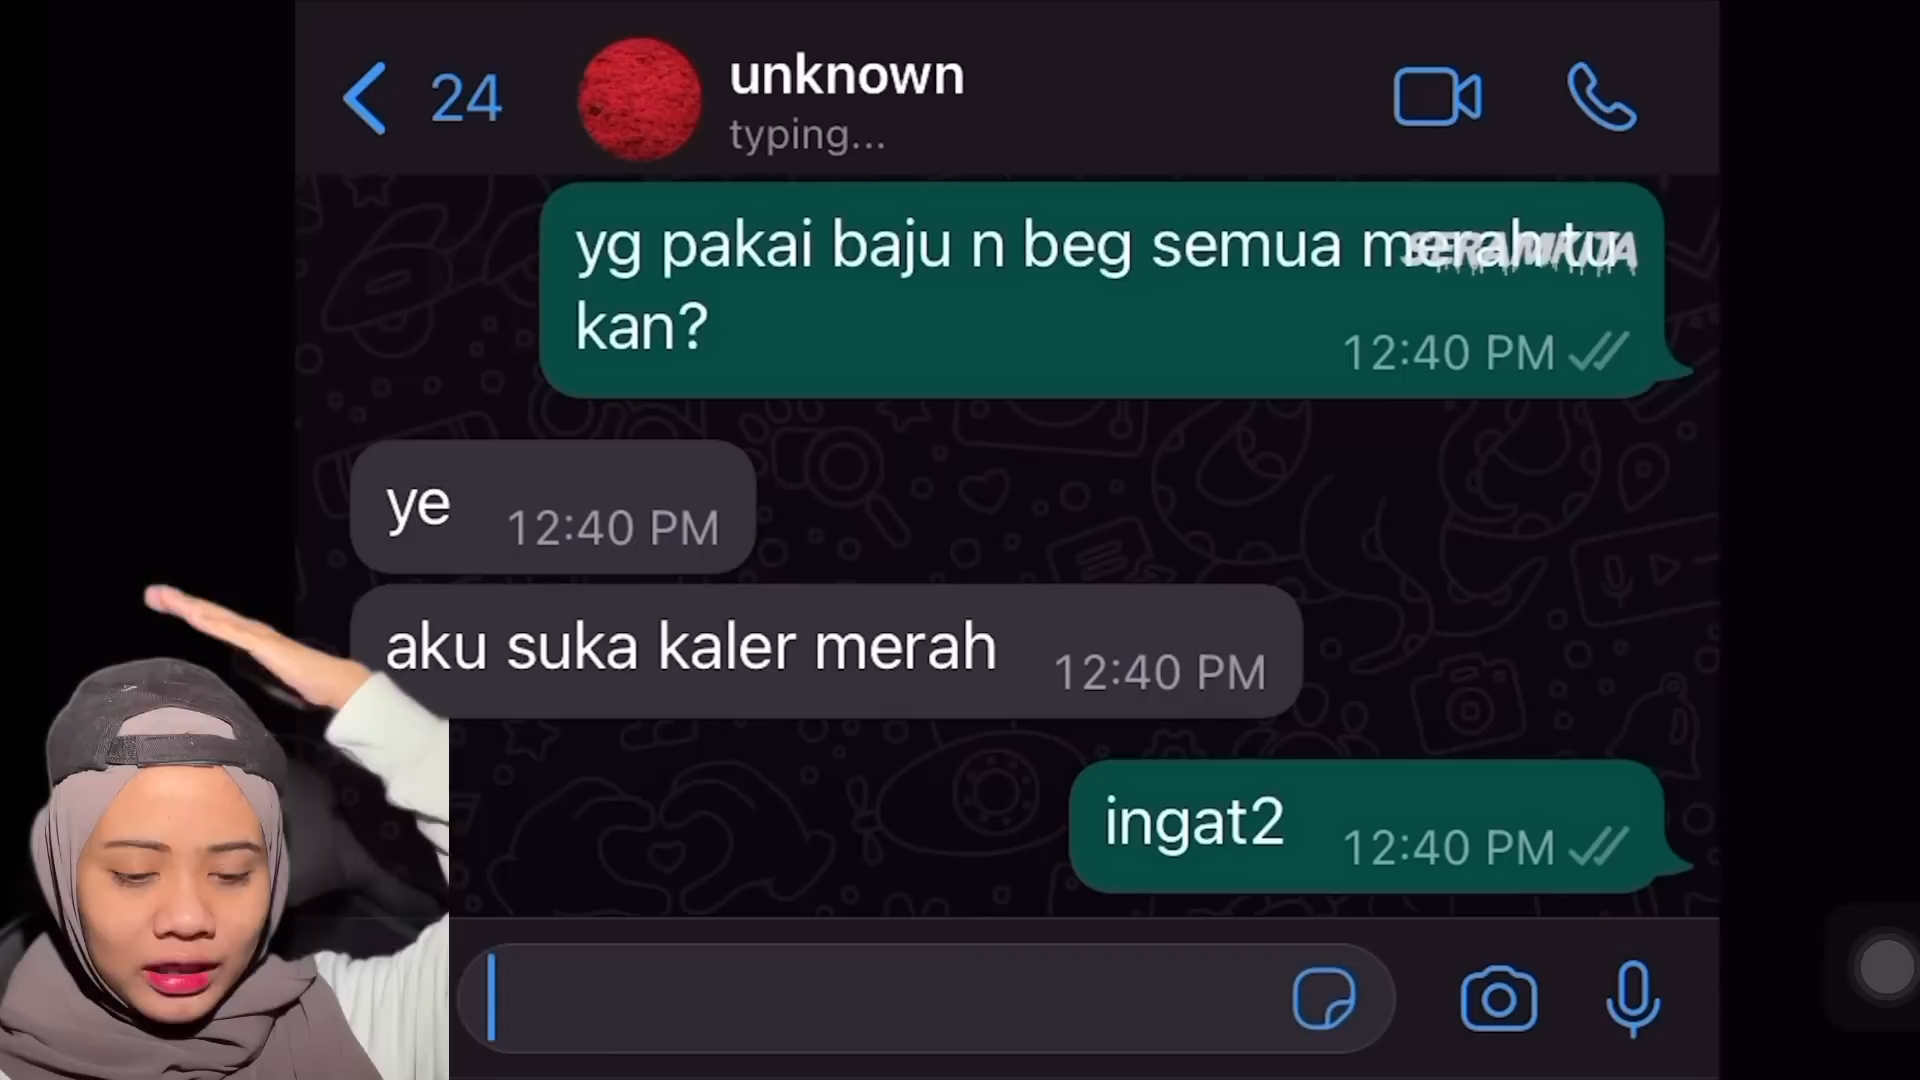 24
unknown
typing...
yg pakai baju n beg semua merah tu
SERAMKITA
kan?
12:40 PM
ye
12:40 PM
aku suka kaler merah
12:40 PM
ingat2
12:40 PM